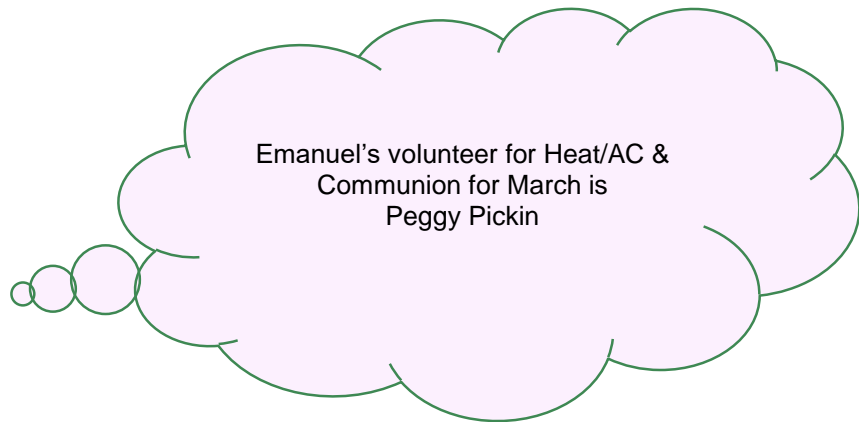 Emanuel’s volunteer for Heat/AC &
Communion for March is
Peggy Pickin